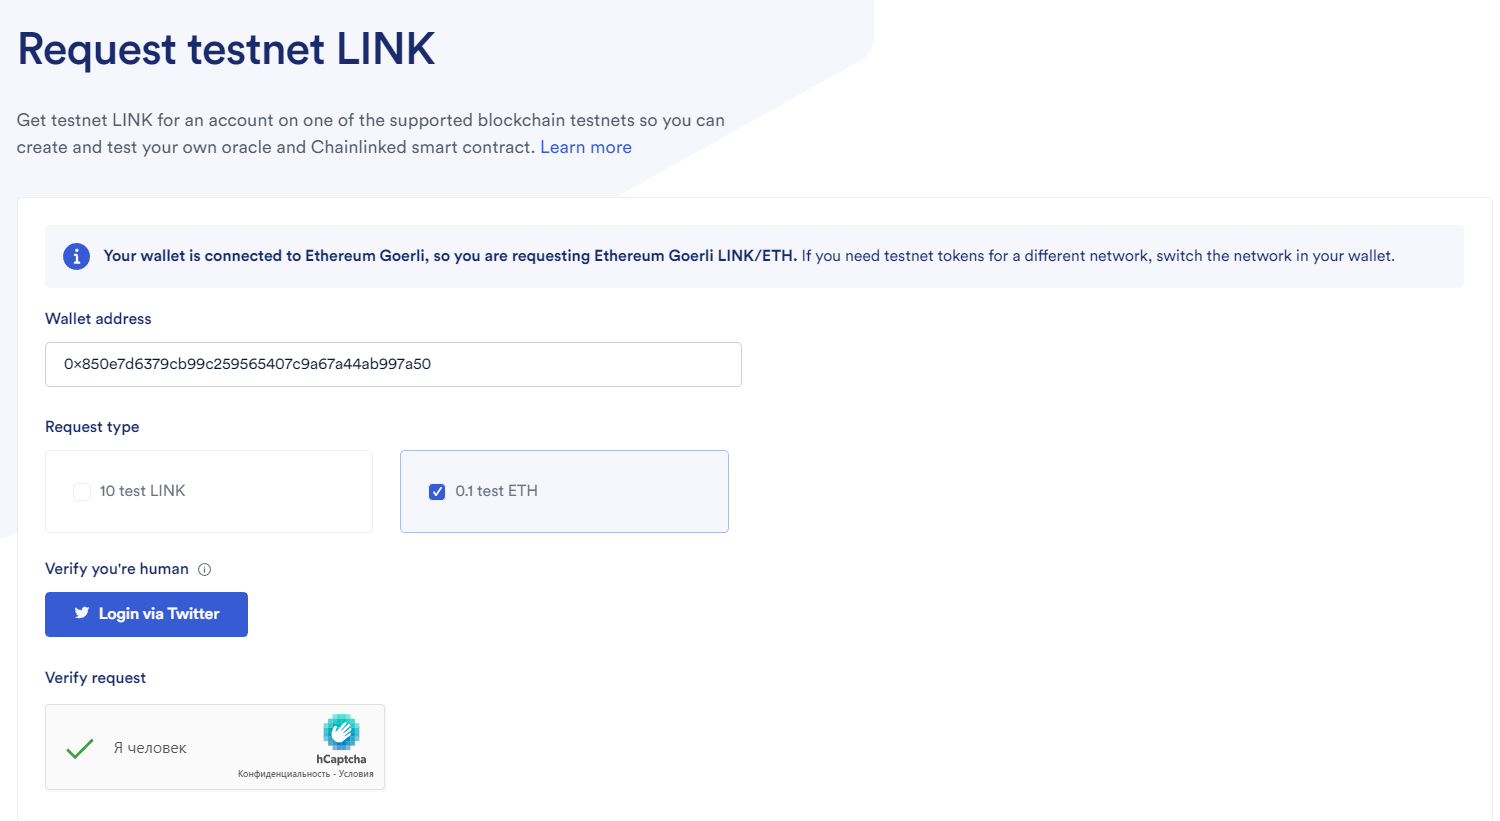 Request testnet LINK
Get testnet LINK for an account on one of the supported blockchain testnets so you can
create and test your own oracle and Chainlinked smart contract. Learn more
Your wallet is connected to Ethereum Goerli, so you are requesting Ethereum Goerli LINK/ETH. If you need testnet tokens for a different network, switch the network in your wallet.
Wallet address
0x850e7d6379cb99c259565407c9a67a44ab997a50
Request type
10 test LINK
0.1 test ETH
Verify you're human
Login via Twitter
Verify request
Я человек
hCaptcha
Конфиденциальность - Условия